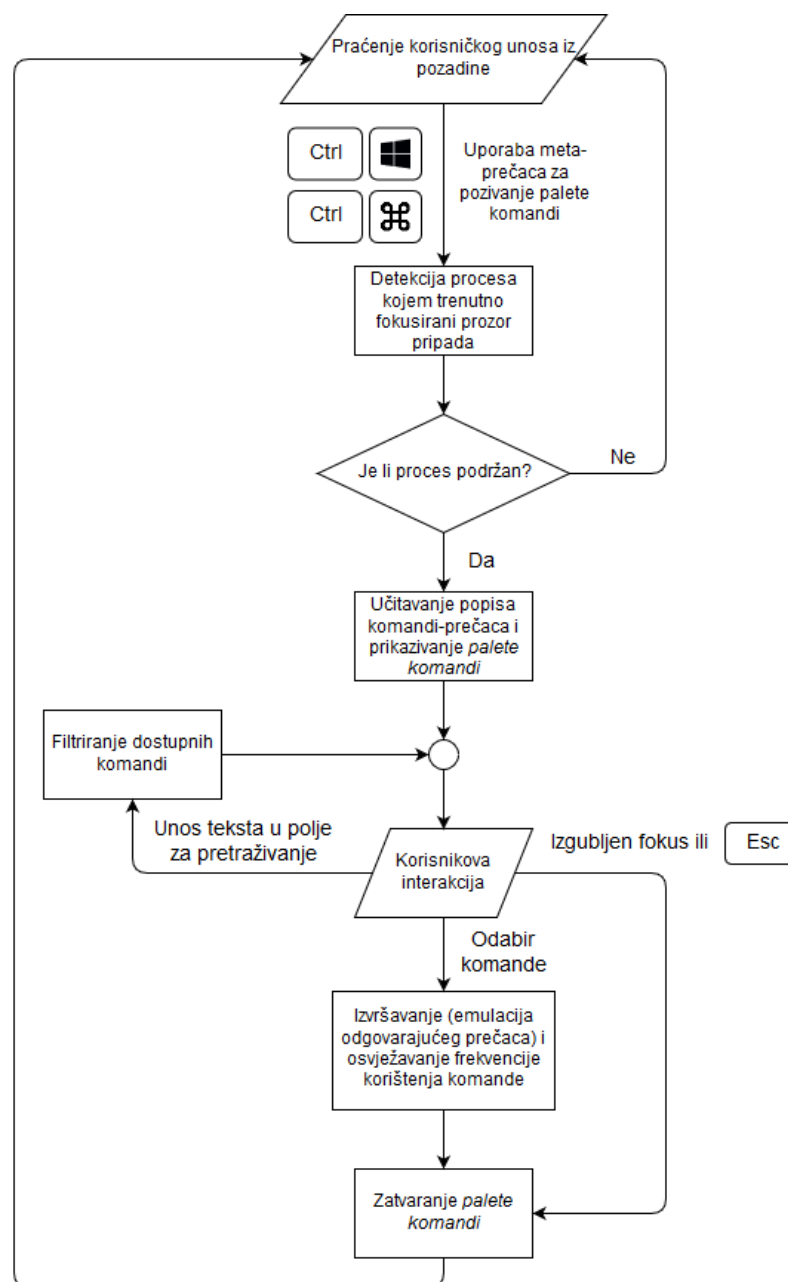 Praćenje korisničkog unosa iz
pozadine
Ctrl
Ctrl
⌘
Uporaba meta-
prečaca za
pozivanje palete
komandi
Detekcija procesa
kojem trenutno
fokusirani prozor
pripada
Je li proces podržan?
Ne
Da
Učitavanje popisa
komandi-prečaca i
prikazivanje palete
komandi
Filtriranje dostupnih
komandi
Unos teksta u polje
za pretraživanje
Korisnikova
interakcija
Izgubljen fokus ili
Esc
Odabir
komande
Izvršavanje (emulacija
odgovarajućeg prečaca) i
osvježavanje frekvencije
korištenja komande
Zatvaranje palete
komandi